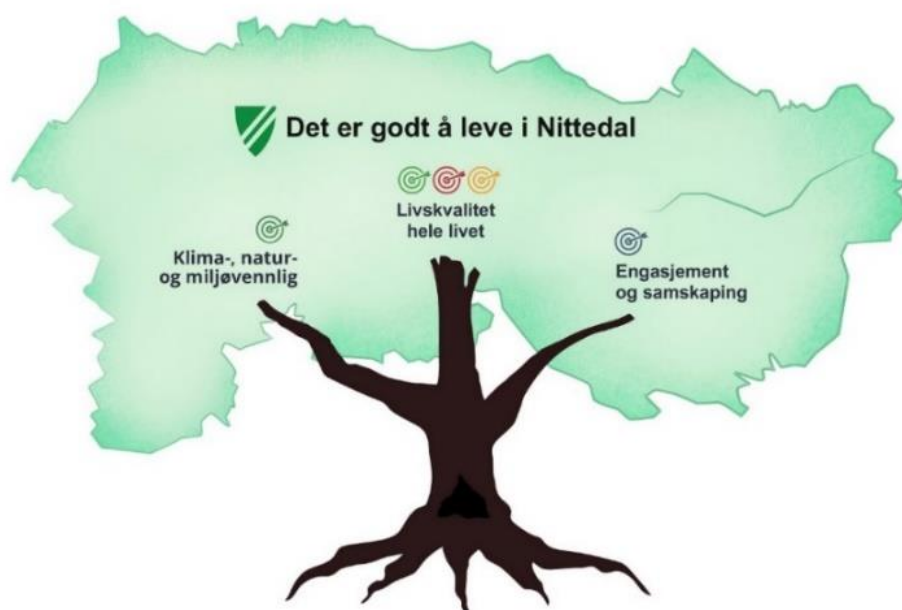 Det er godt å leve i Nittedal
Livskvalitet
hele livet
Klima-, natur-
og miljøvennlig
Engasjement
og samskaping